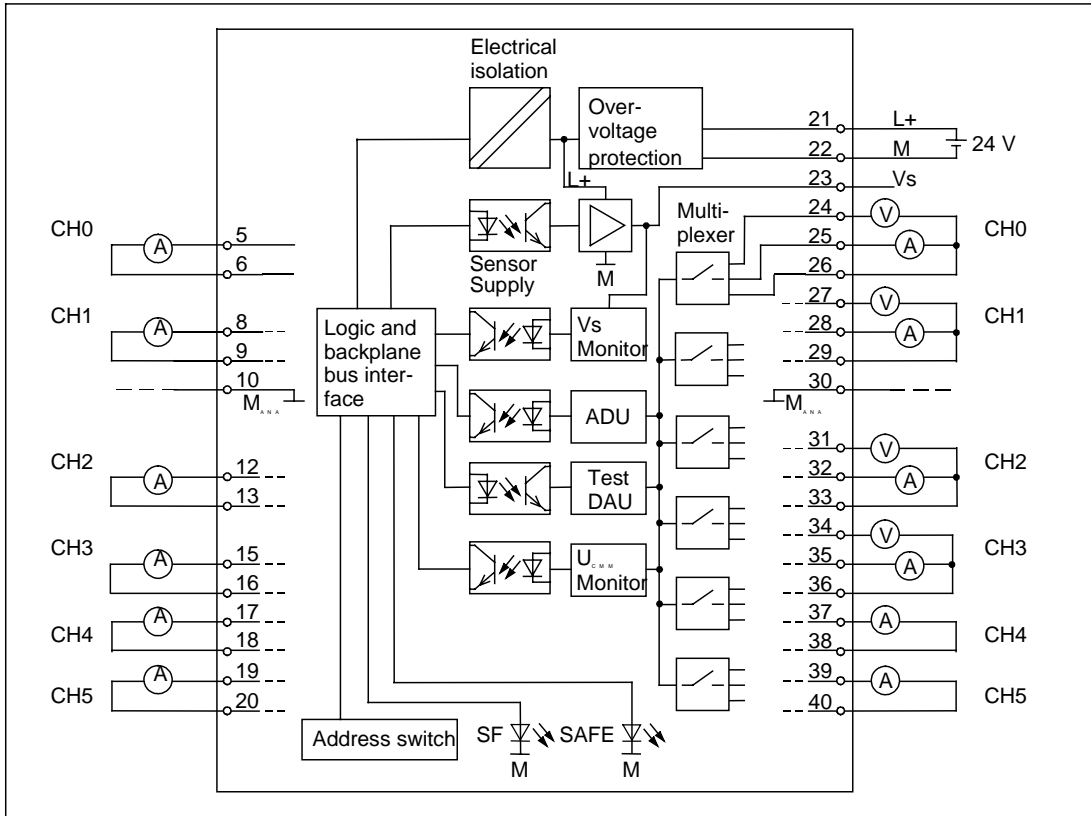 Electrical
isolation
Over-
voltage
protection
21
L+
22
M
24 V
23
Vs
L+
M
Sensor
Supply
Multi-
plexer
CH0
A
5
6
CH1
A
8
9
10
M ANA
CH2
A
12
13
CH3
A
15
16
CH4
A
17
18
CH5
A
19
20
Logic and
backplane
bus inter-
face
Vs
Monitor
ADU
Test
DAU
U CMM
Monitor
24
V
25
A
26
CH0
27
V
28
A
29
CH1
30
M ANA
31
V
32
A
33
CH2
34
V
35
A
36
CH3
37
A
38
CH4
39
A
40
CH5
Address switch
SF
M
SAFE
M